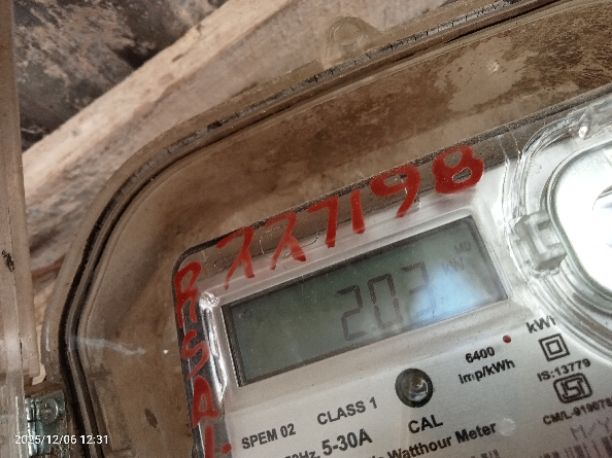 227198
202
kWh
6400
imp/kWh
IS:13779
SPEM 02 CLASS 1 CAL
5-30A
Watthour Meter
2025/12/06 12:31